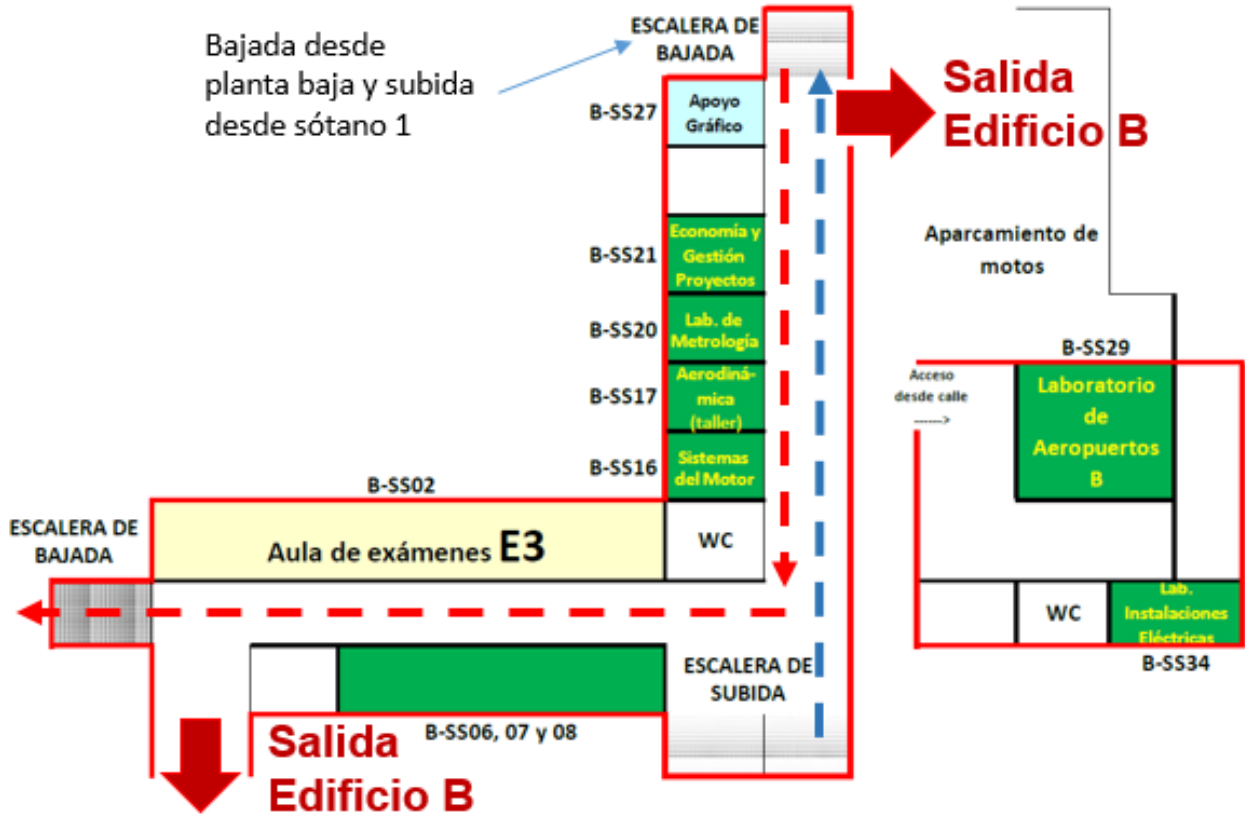 Bajada desde
planta baja y subida
desde sótano 1
ESCALERA DE
BAJADA
Salida
Edificio B
B-SS27
Apoyo
Gráfico
B-SS21
Economía y
Gestión
Proyectos
B-SS20
Lab. de
Metrología
B-SS17
Aerodiná-
mica
(taller)
B-SS16
Sistemas
del Motor
Aparcamiento de
motos
B-SS29
Acceso
desde calle
------>
Laboratorio
de
Aeropuertos
B
B-SS02
Aula de exámenes E3
WC
ESCALERA DE
BAJADA
WC
Lab.
Instalaciones
Eléctricas
B-SS34
ESCALERA DE
SUBIDA
B-SS06, 07 y 08
Salida
Edificio B